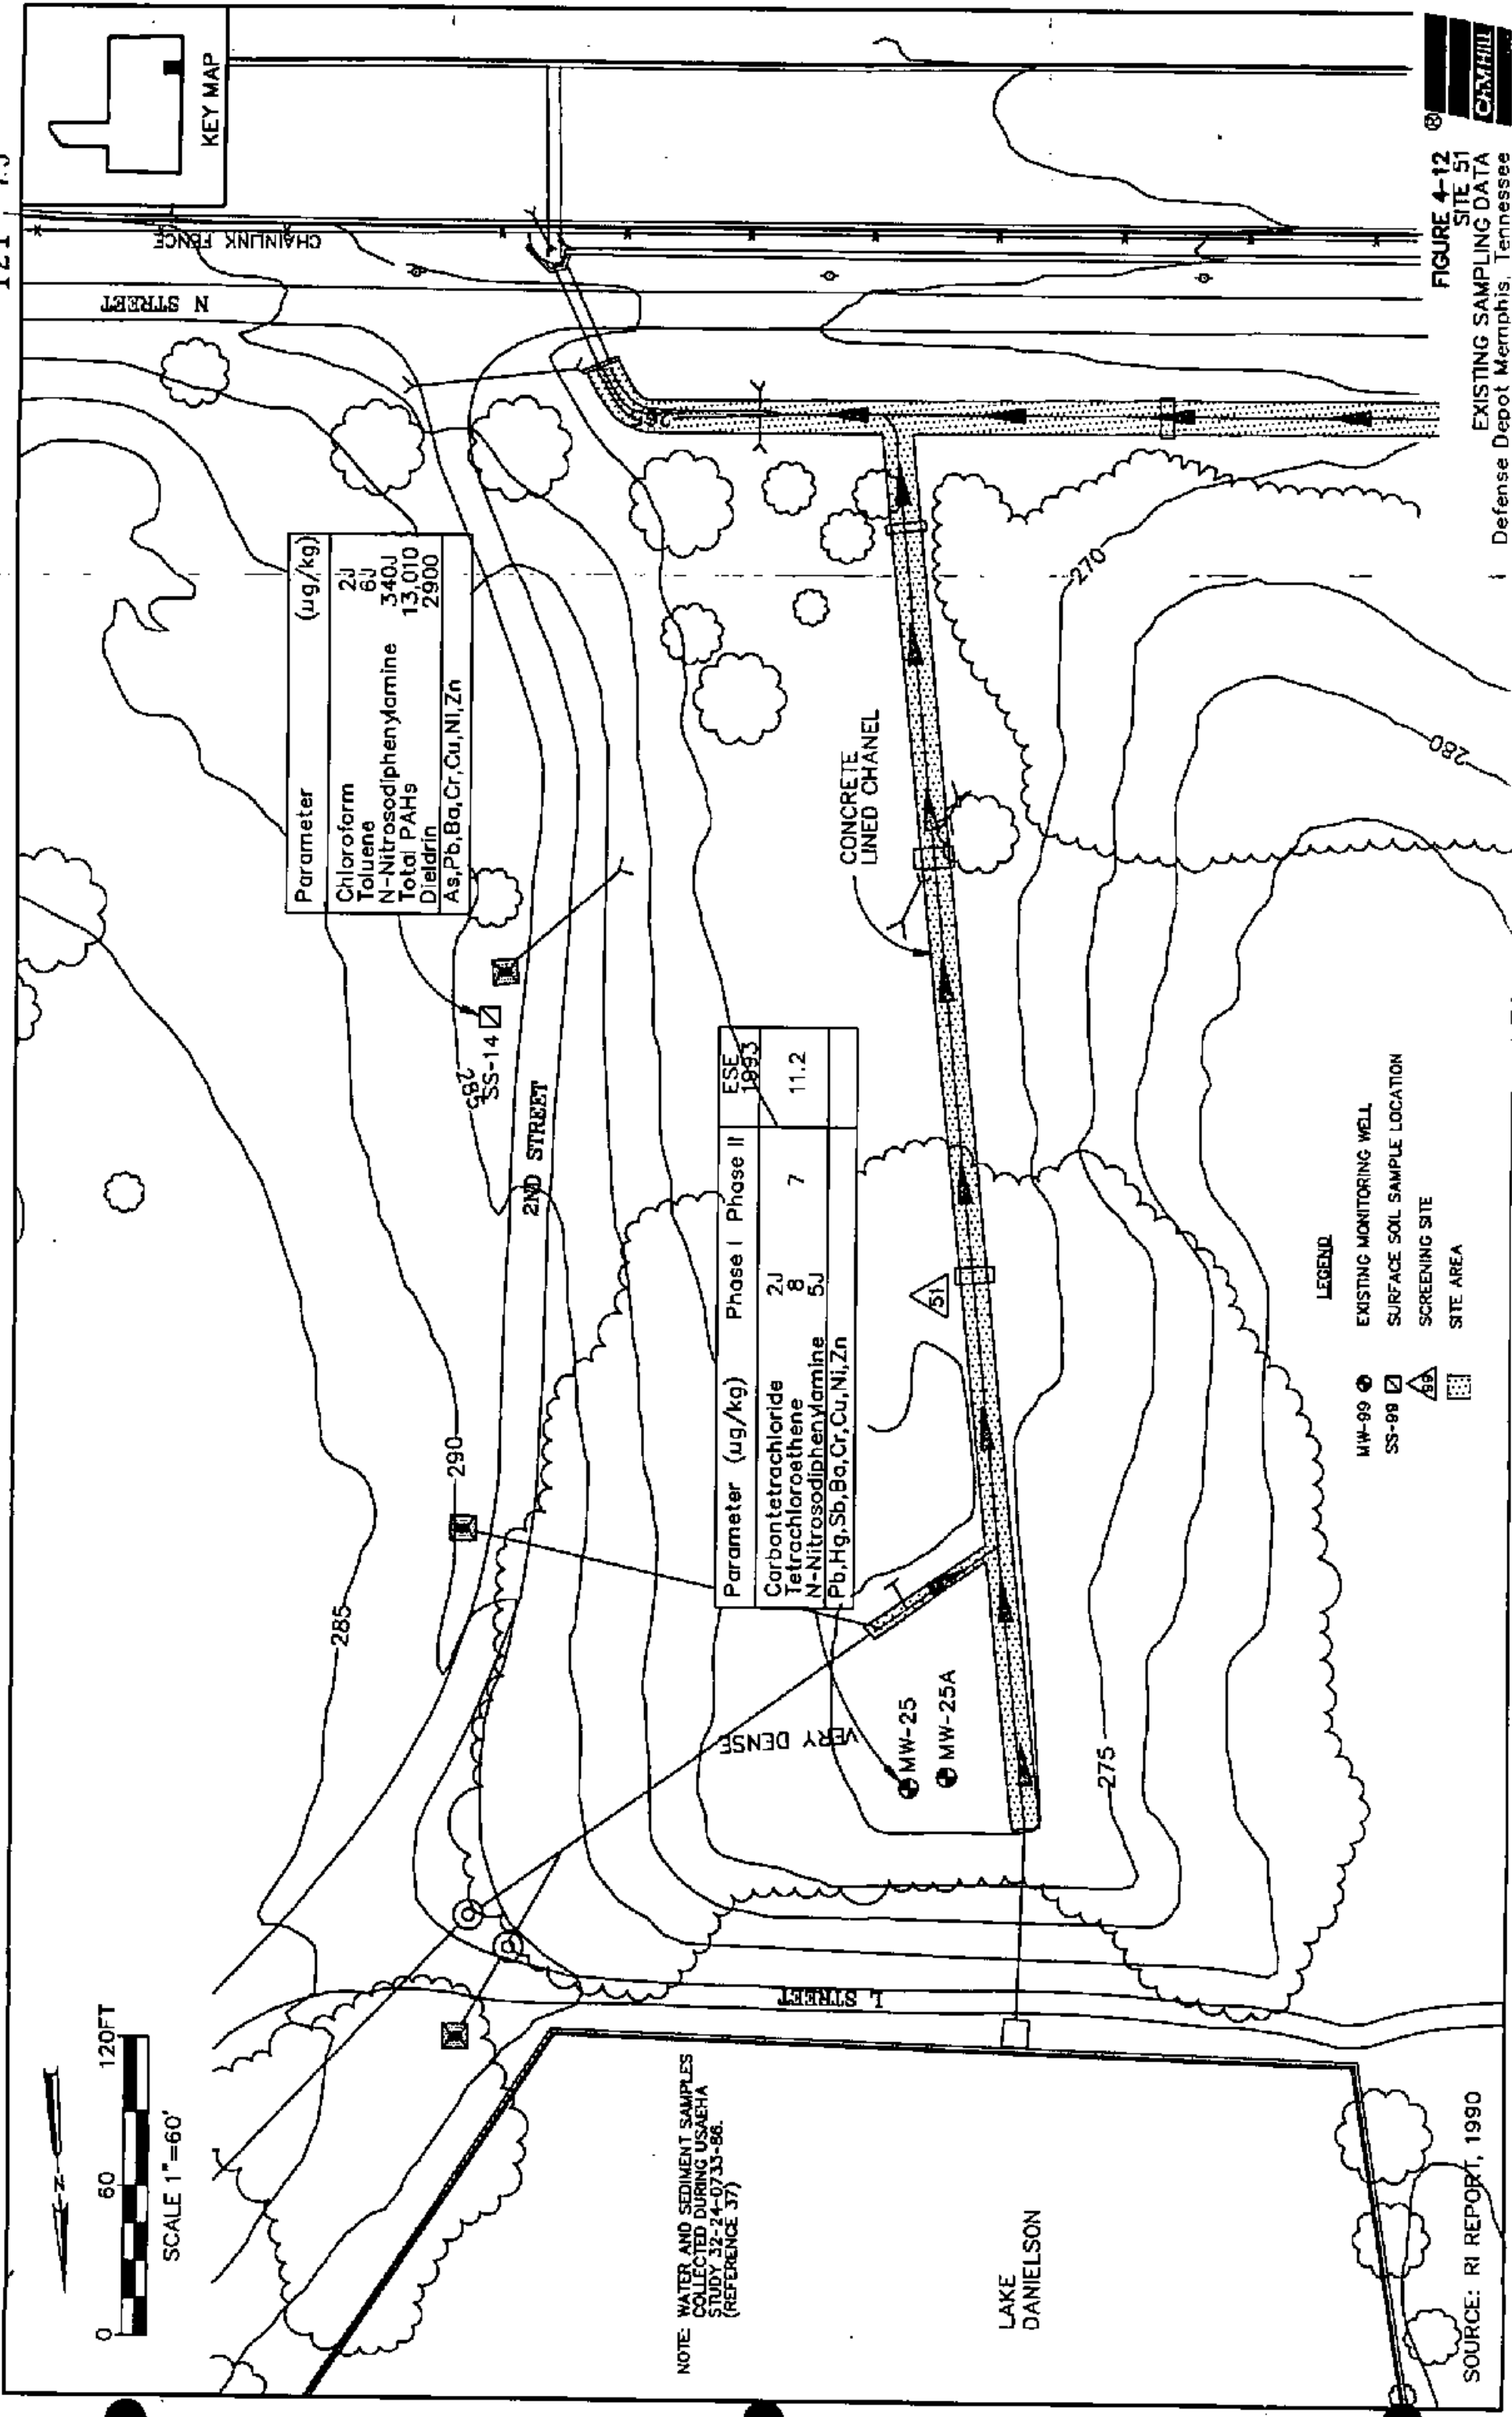 KEY MAP
N STREET
CHAINLINK FENCE
0 60 120FT
SCALE 1"=60'
Parameter (ug/kg)
Chloroform 2J
Toluene 6J
N-Nitrosodiphenylamine 340J
Total PAHs 13,010
Dieldrin 2900
As,Pb,Ba,Cr,Cu,Ni,Zn
285
290
285
SS-14
2ND STREET
Parameter (ug/kg) Phase I Phase II ESE 1993
Carbontetrachloride 2J
Tetrachloroethene 8 7 11.2
N-Nitrosodiphenylamine 5J
Pb,Hg,Sb,Ba,Cr,Cu,Ni,Zn
CONCRETE
LINED CHANEL
VERY DENSE
MW-25
MW-25A
51
L STREET
270
275
280
NOTE: WATER AND SEDIMENT SAMPLES
COLLECTED DURING USAEHA
STUDY 32-24-0733-86.
(REFERENCE 37)
LAKE
DANIELSON
LEGEND
MW-99 EXISTING MONITORING WELL
SS-99 SURFACE SOIL SAMPLE LOCATION
99 SCREENING SITE
SITE AREA
SOURCE: RI REPORT, 1990
FIGURE 4-12
SITE 51
EXISTING SAMPLING DATA
Defense Depot Memphis, Tennessee
CH2MHILL